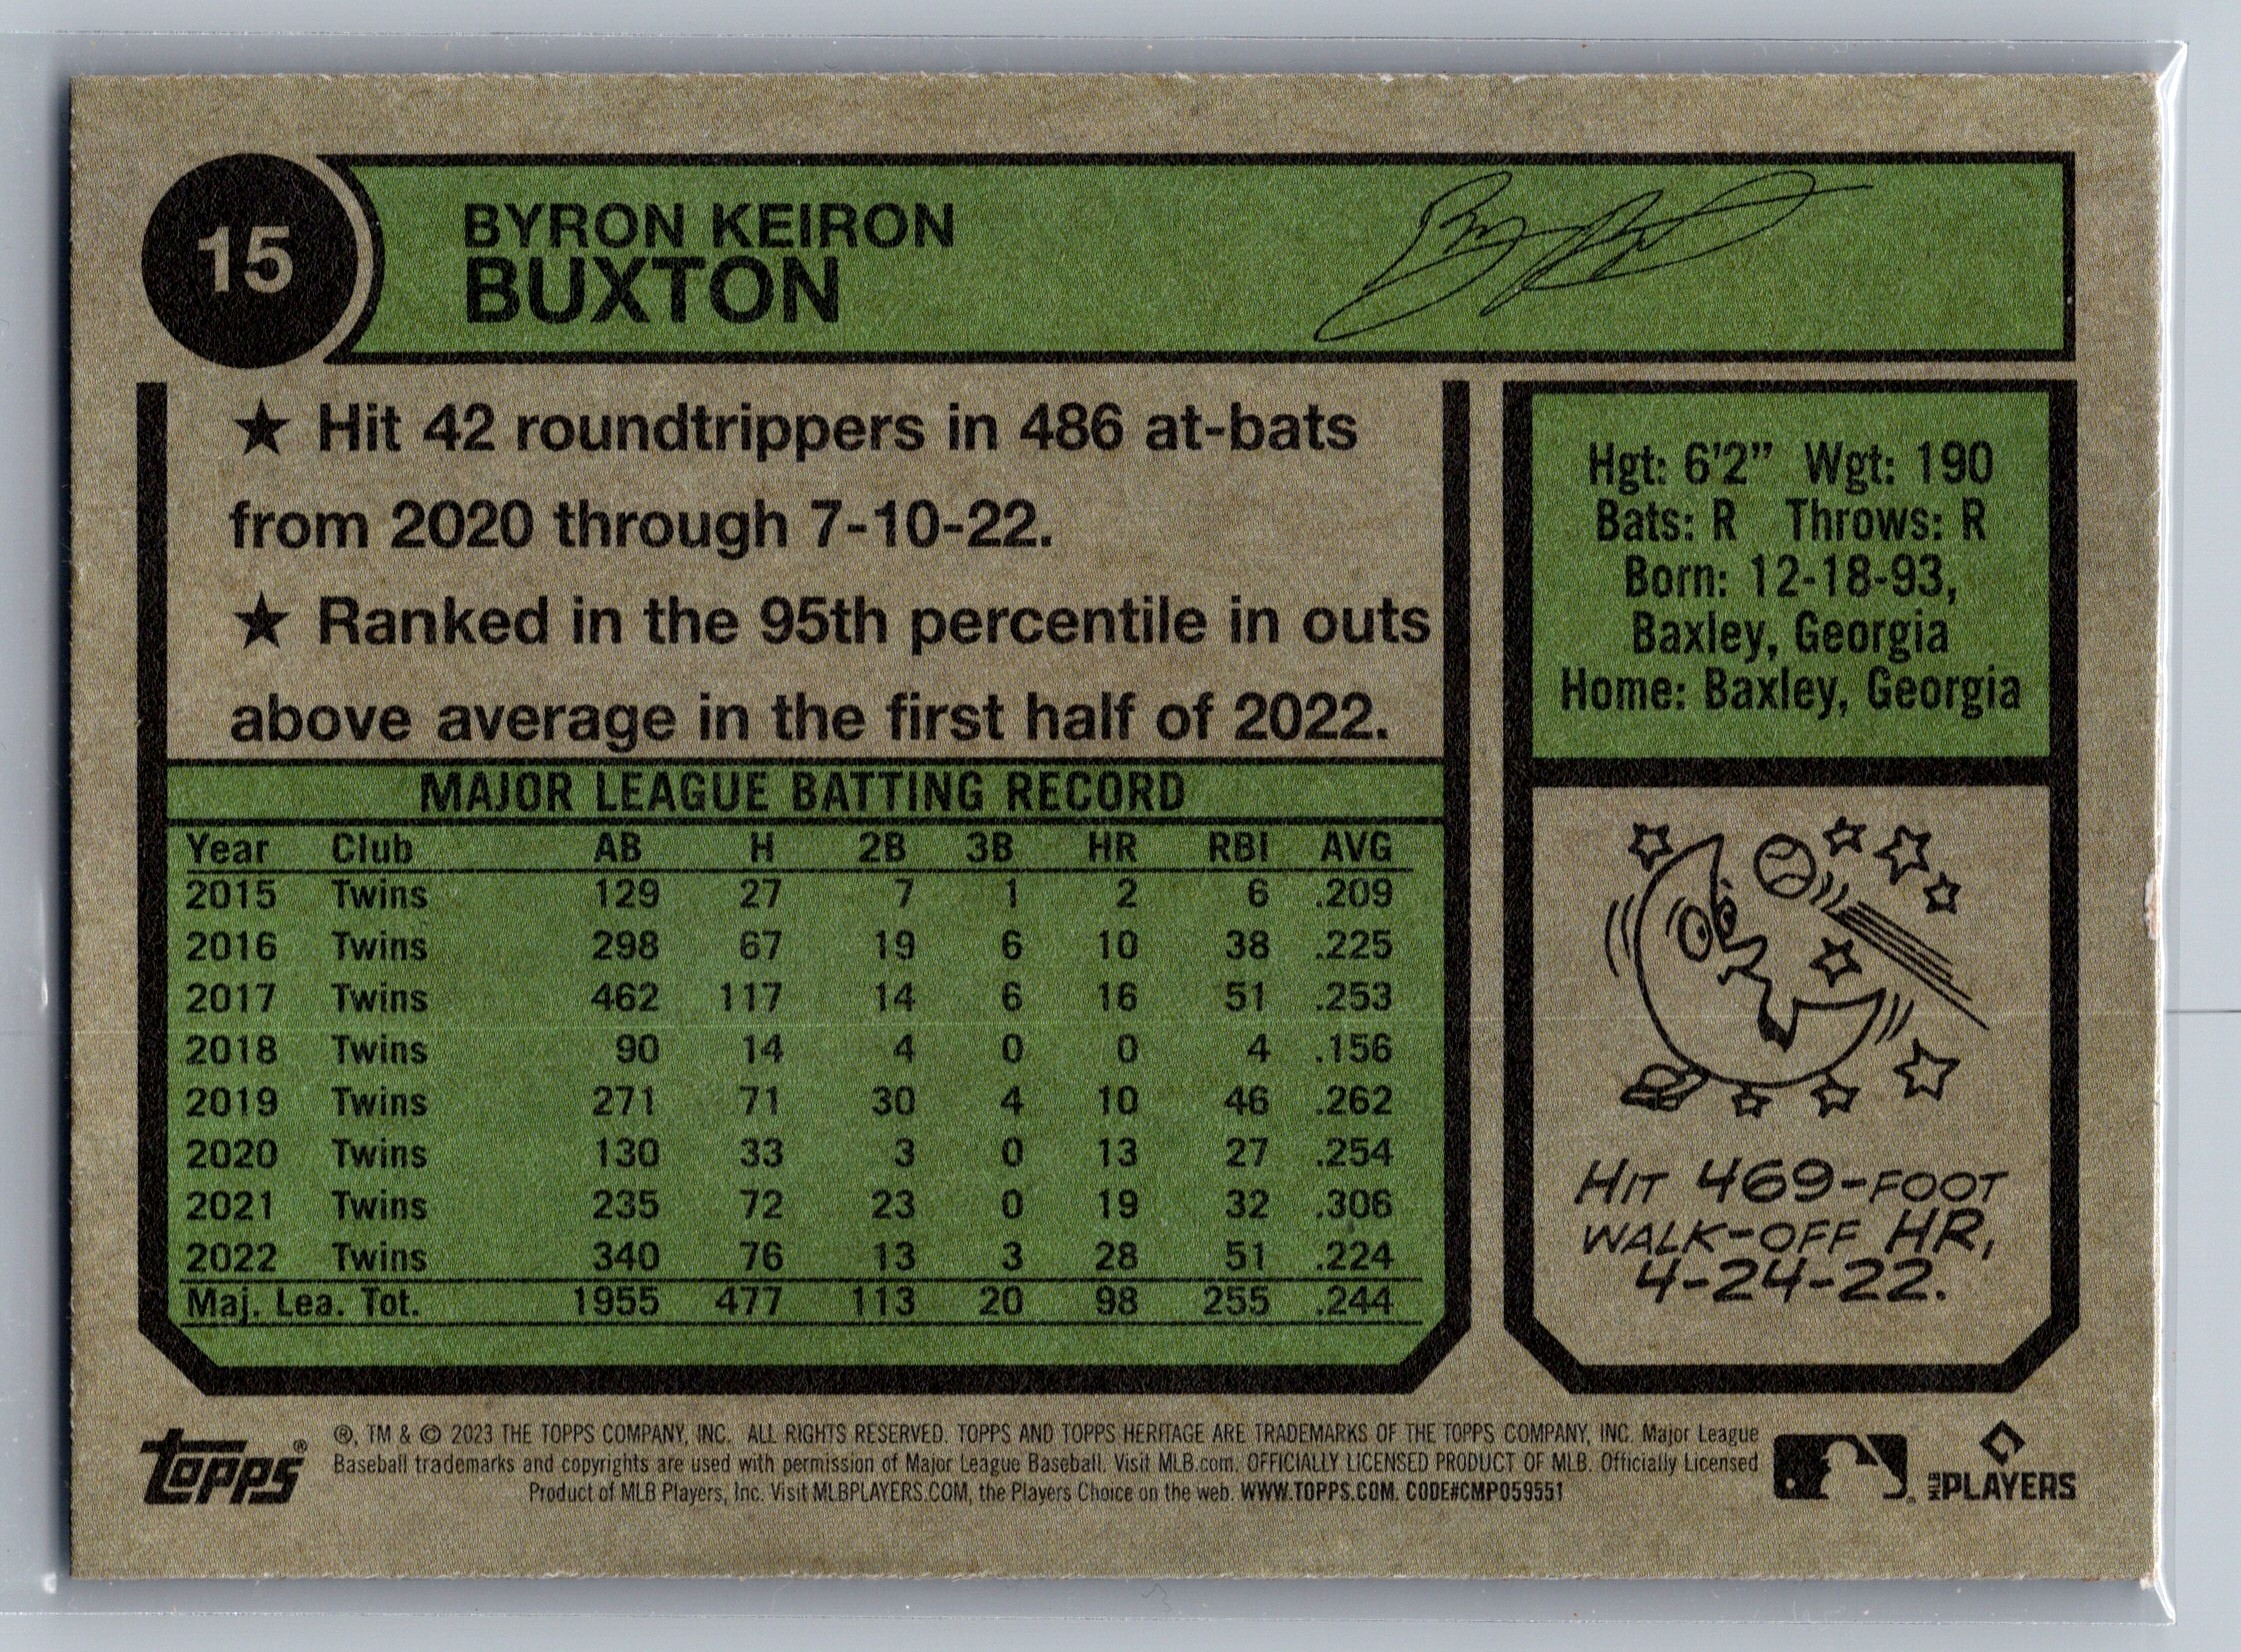 15
BYRON KEIRON
BUXTON
★ Hit 42 roundtrippers in 486 at-bats
from 2020 through 7-10-22.
★ Ranked in the 95th percentile in outs
above average in the first half of 2022.
Hgt: 6'2" Wgt: 190
Bats: R Throws: R
Born: 12-18-93,
Baxley, Georgia
Home: Baxley, Georgia
MAJOR LEAGUE BATTING RECORD
Year Club AB H 2B 3B HR RBI AVG
2015 Twins 129 27 7 1 2 6 .209
2016 Twins 298 67 19 6 10 38 .225
2017 Twins 462 117 14 6 16 51 .253
2018 Twins 90 14 4 0 0 4 .156
2019 Twins 271 71 30 4 10 46 .262
2020 Twins 130 33 3 0 13 27 .254
2021 Twins 235 72 23 0 19 32 .306
2022 Twins 340 76 13 3 28 51 .224
Maj. Lea. Tot. 1955 477 113 20 98 255 .244
HIT 469-FOOT
WALK-OFF HR,
4-24-22.
topps®
®, TM & © 2023 THE TOPPS COMPANY, INC. ALL RIGHTS RESERVED. TOPPS AND TOPPS HERITAGE ARE TRADEMARKS OF THE TOPPS COMPANY, INC. Major League
Baseball trademarks and copyrights are used with permission of Major League Baseball. Visit MLB.com. OFFICIALLY LICENSED PRODUCT OF MLB. Officially Licensed
Product of MLB Players, Inc. Visit MLBPLAYERS.COM, the Players Choice on the web. WWW.TOPPS.COM. CODE#CMP059551
MLB PLAYERS